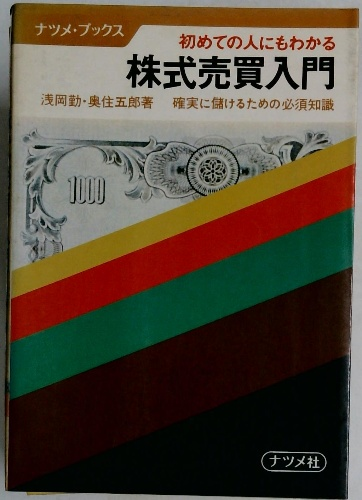 ナツメ・ブックス
初めての人にもわかる
株式売買入門
浅岡勤・奥住五郎著 確実に儲けるための必須知識
1000
ナツメ社